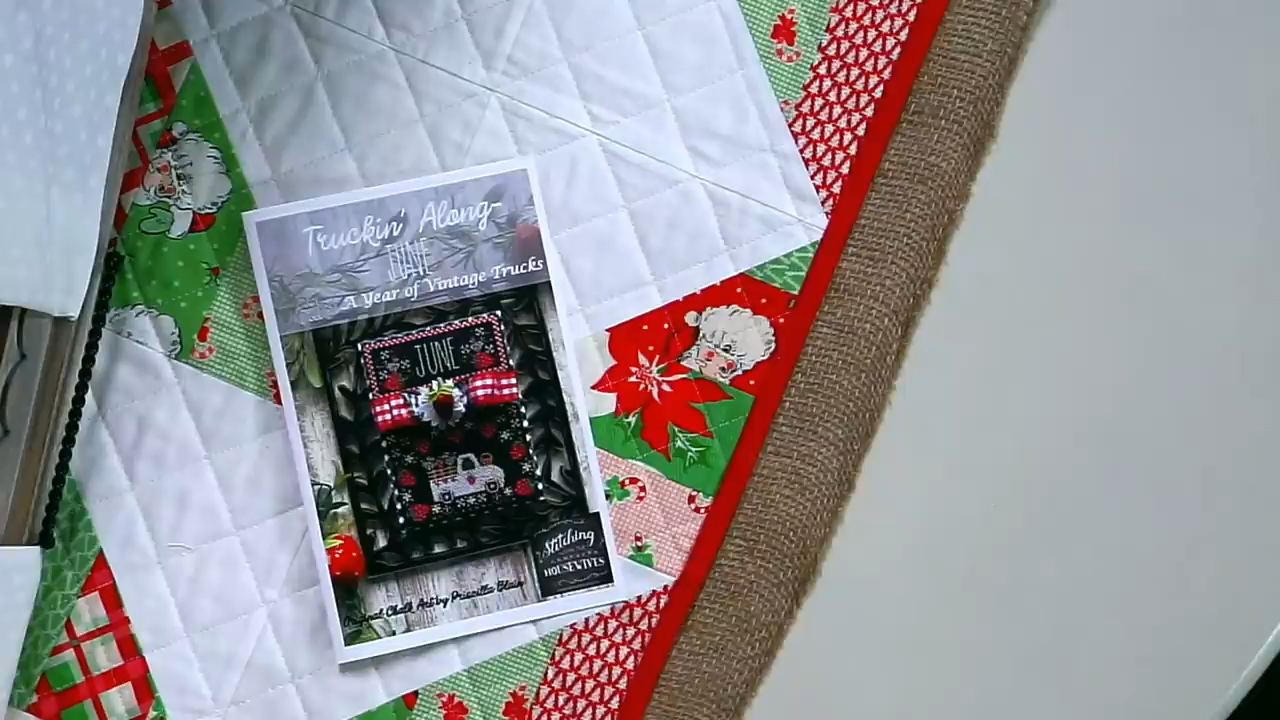 Truckin' Along-
JUNE
A Year of Vintage Trucks
JUNE
Stitching
HOUSEWIVES
Original Chalk Art by Priscilla Blain